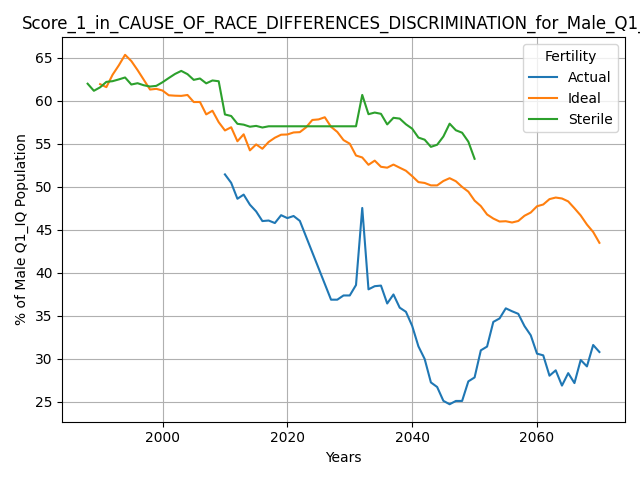 Score_1_in_CAUSE_OF_RACE_DIFFERENCES_DISCRIMINATION_for_Male_Q1_
Fertility
Actual
Ideal
Sterile
% of Male Q1_IQ Population
65
60
55
50
45
40
35
30
25
2000 2020 2040 2060
Years